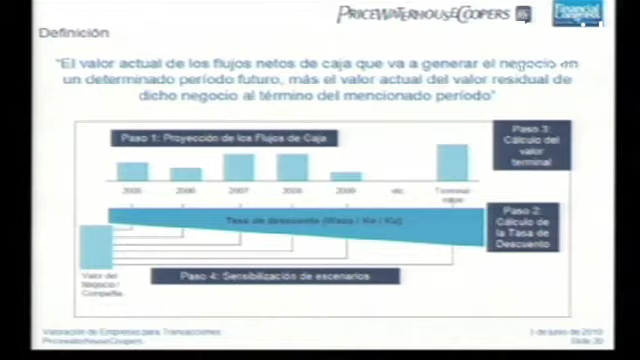 PRICEWATERHOUSECOOPERS
Financial
Congress
Definición
"El valor actual de los flujos netos de caja que va a generar el negocio en
un determinado período futuro, más el valor actual del valor residual de
dicho negocio al término del mencionado período"
Paso 1: Proyección de los Flujos de Caja
Paso 3:
Cálculo del
valor
terminal
2005 2006 2007 2008 2009 etc Terminal
value
Tasa de descuento (Wacc / Ke / Ku)
Paso 2:
Cálculo de
la Tasa de
Descuento
Paso 4: Sensibilización de escenarios
Valor del
Negocio /
Compañía
Valoración de Empresas para Transacciones
PricewaterhouseCoopers
de junio de 2010
Slide